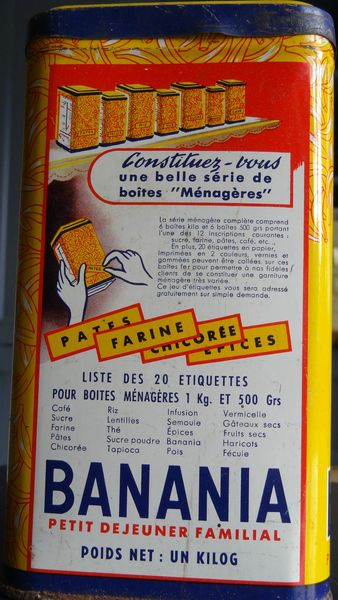 Constituez-vous
une belle série de
boîtes "Ménagères"
La série ménagère complète comprend
6 boîtes kilo et 6 boîtes 500 grs portant
l'une des 12 inscriptions courantes :
sucre, farine, pâtes, café, etc...
En plus, 20 étiquettes en papier,
imprimées en 2 couleurs, vernies et
gommées peuvent être collées sur ces
boîtes fer pour permettre à nos fidèles
clients de se constituer une garniture
ménagère très variée.
Ce jeu d'étiquettes vous sera adressé
gratuitement sur simple demande.
PATES
FARINE
CHICORÉE
EPICES
LISTE DES 20 ETIQUETTES
POUR BOITES MÉNAGÈRES 1 Kg. ET 500 Grs
Café Riz Infusion Vermicelle
Sucre Lentilles Semoule Gâteaux secs
Farine Thé Épices Fruits secs
Pâtes Sucre poudre Banania Haricots
Chicorée Tapioca Pois Fécule
BANANIA
PETIT DEJEUNER FAMILIAL
POIDS NET : UN KILOG